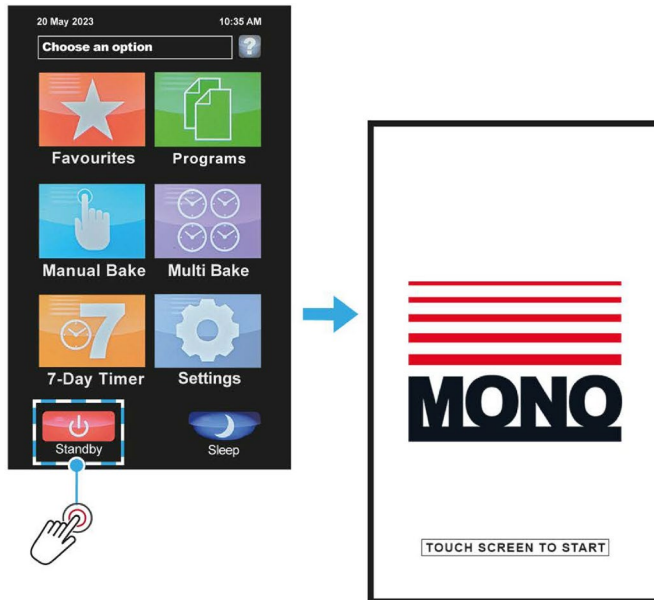 20 May 2023 10:35 AM
Choose an option ?
Favourites Programs
Manual Bake Multi Bake
7
7-Day Timer Settings
Standby Sleep
MONO
TOUCH SCREEN TO START